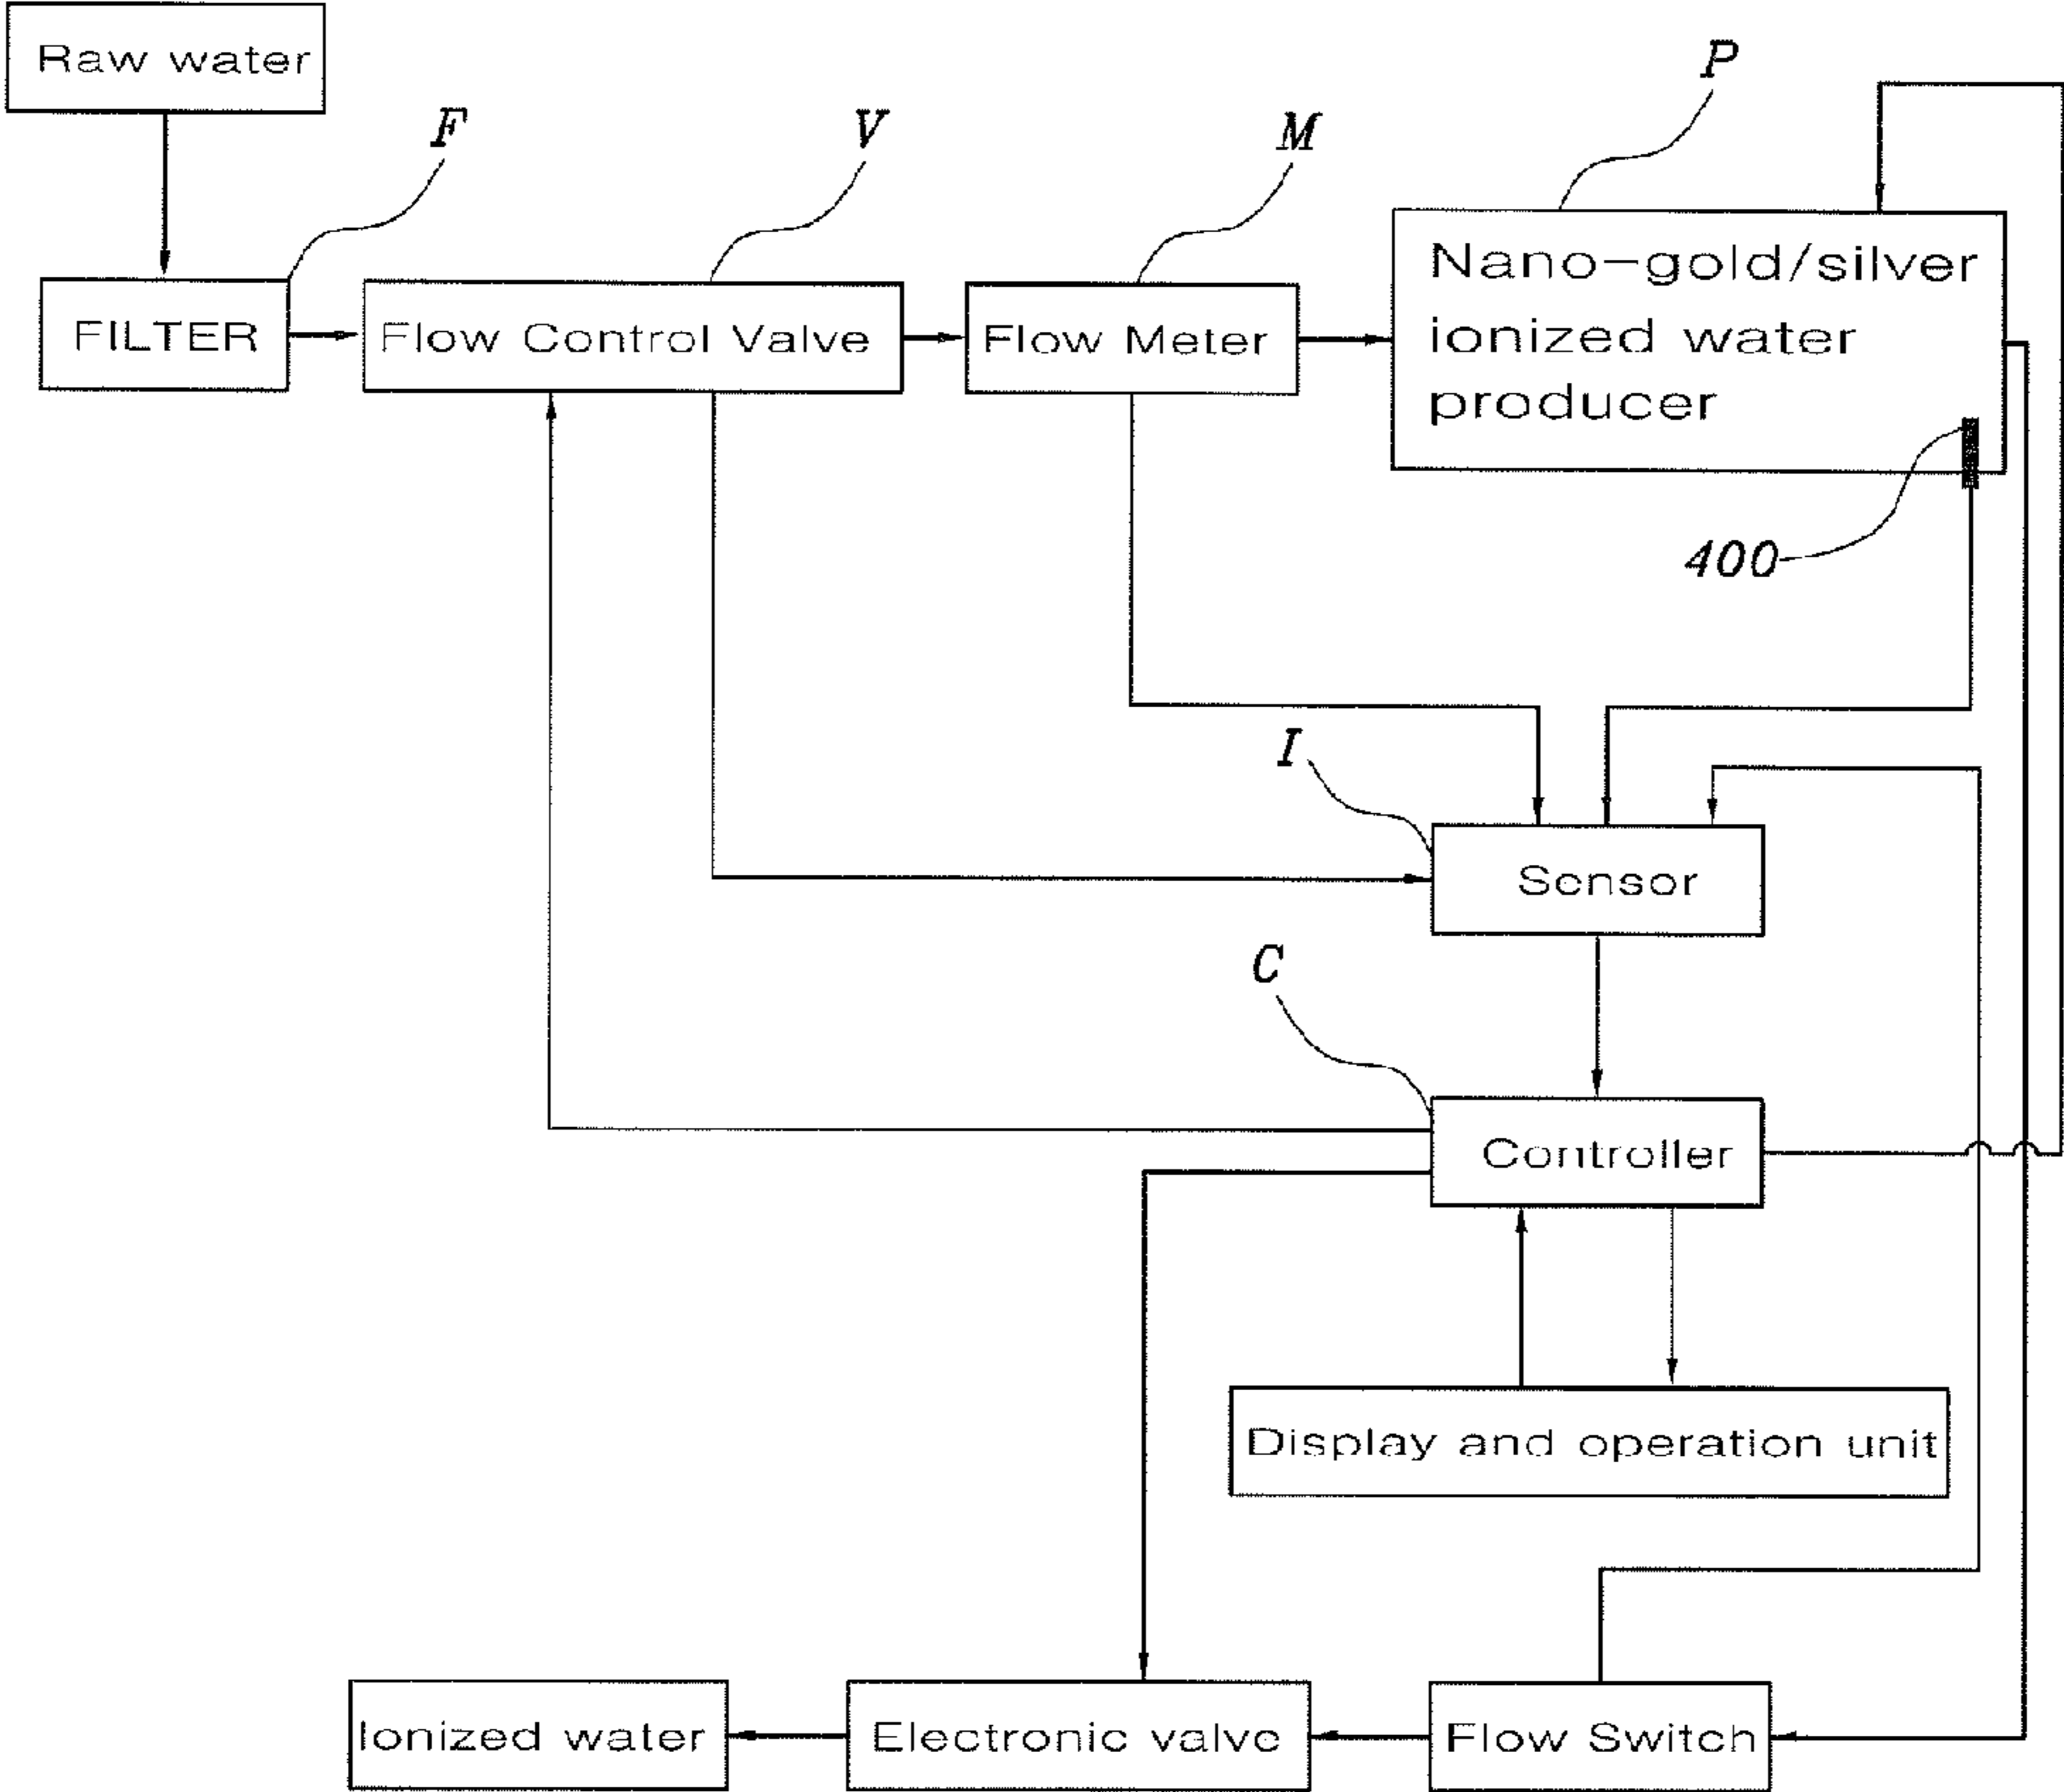 Raw water
F
V
M
P
FILTER
Flow Control Valve
Flow Meter
Nano-gold/silver
ionized water
producer
400
I
Sensor
C
Controller
Display and operation unit
Ionized water
Electronic valve
Flow Switch